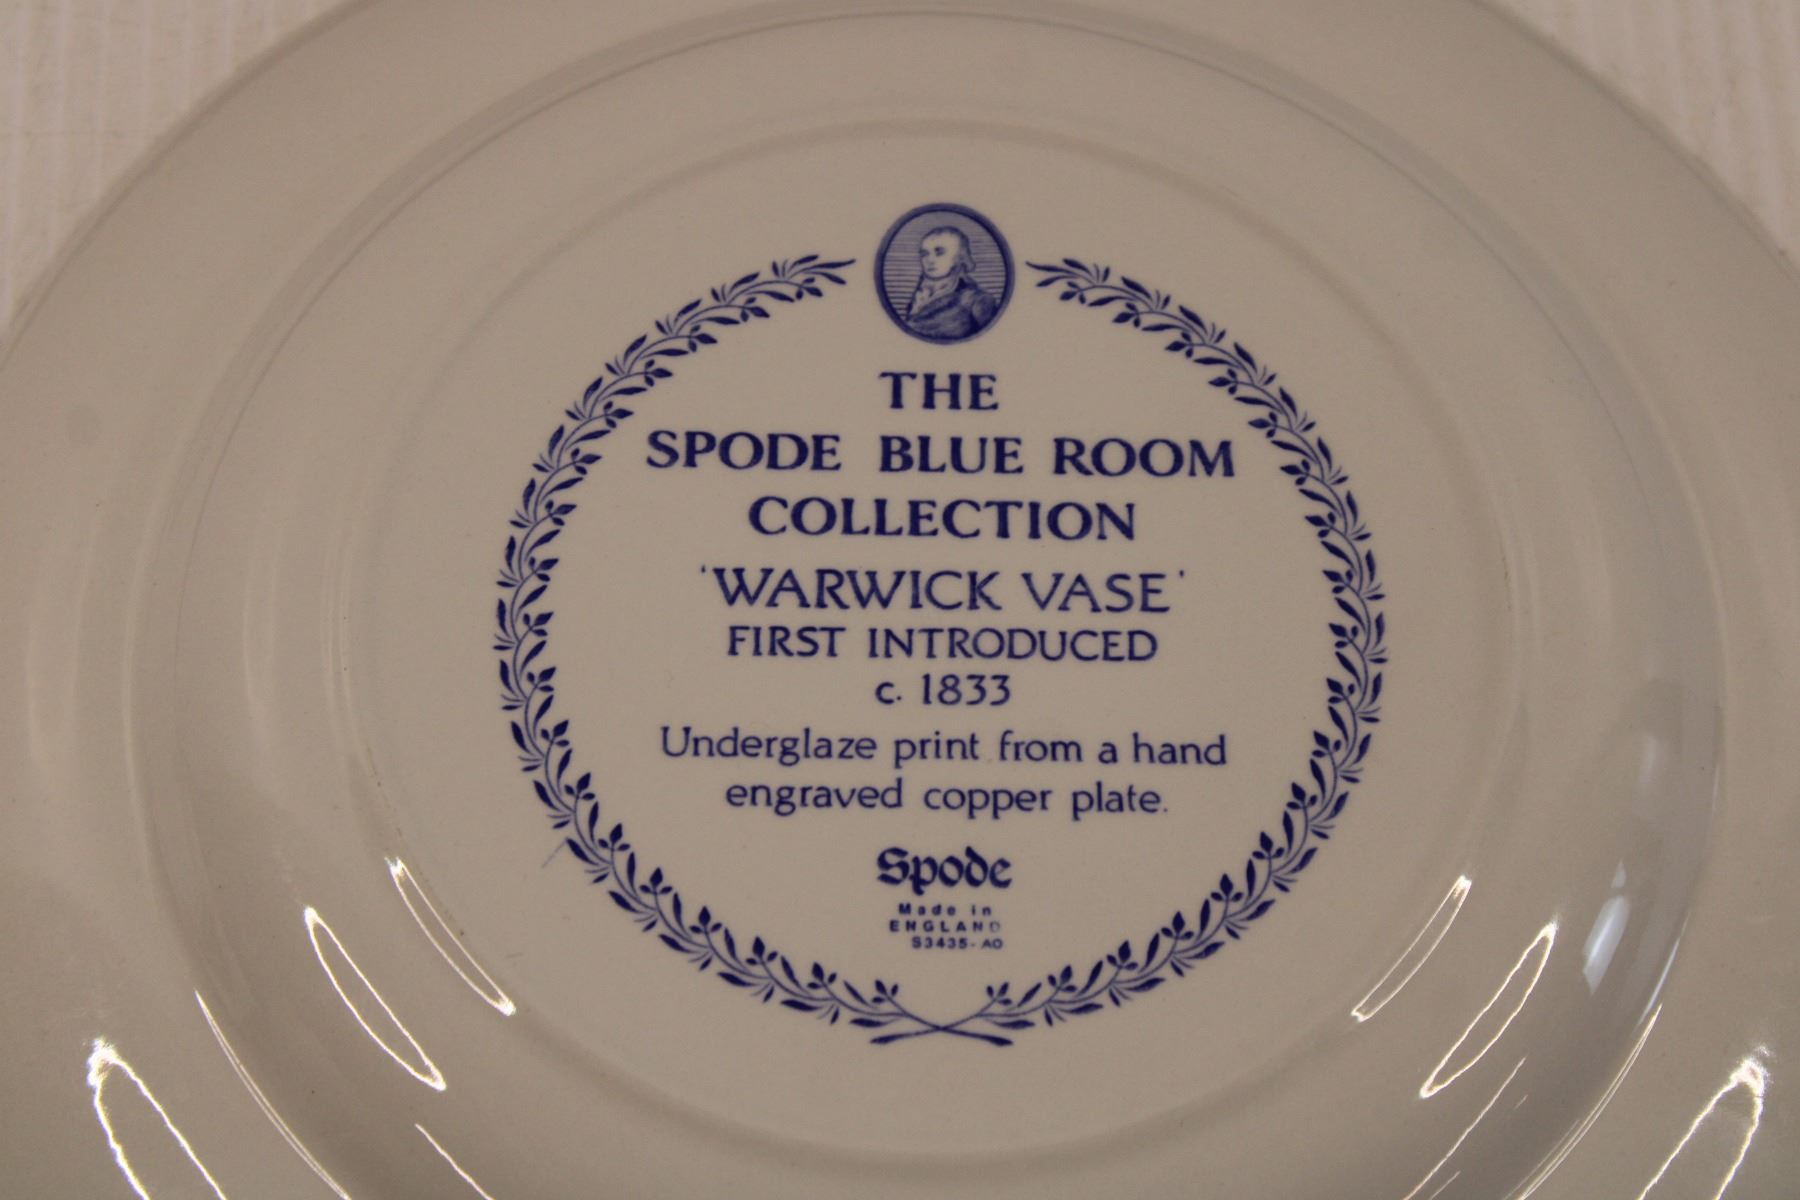 THE
SPODE BLUE ROOM
COLLECTION
'WARWICK VASE'
FIRST INTRODUCED
c. 1833
Underglaze print from a hand
engraved copper plate.
Spode
Made in
ENGLAND
S3435-AO